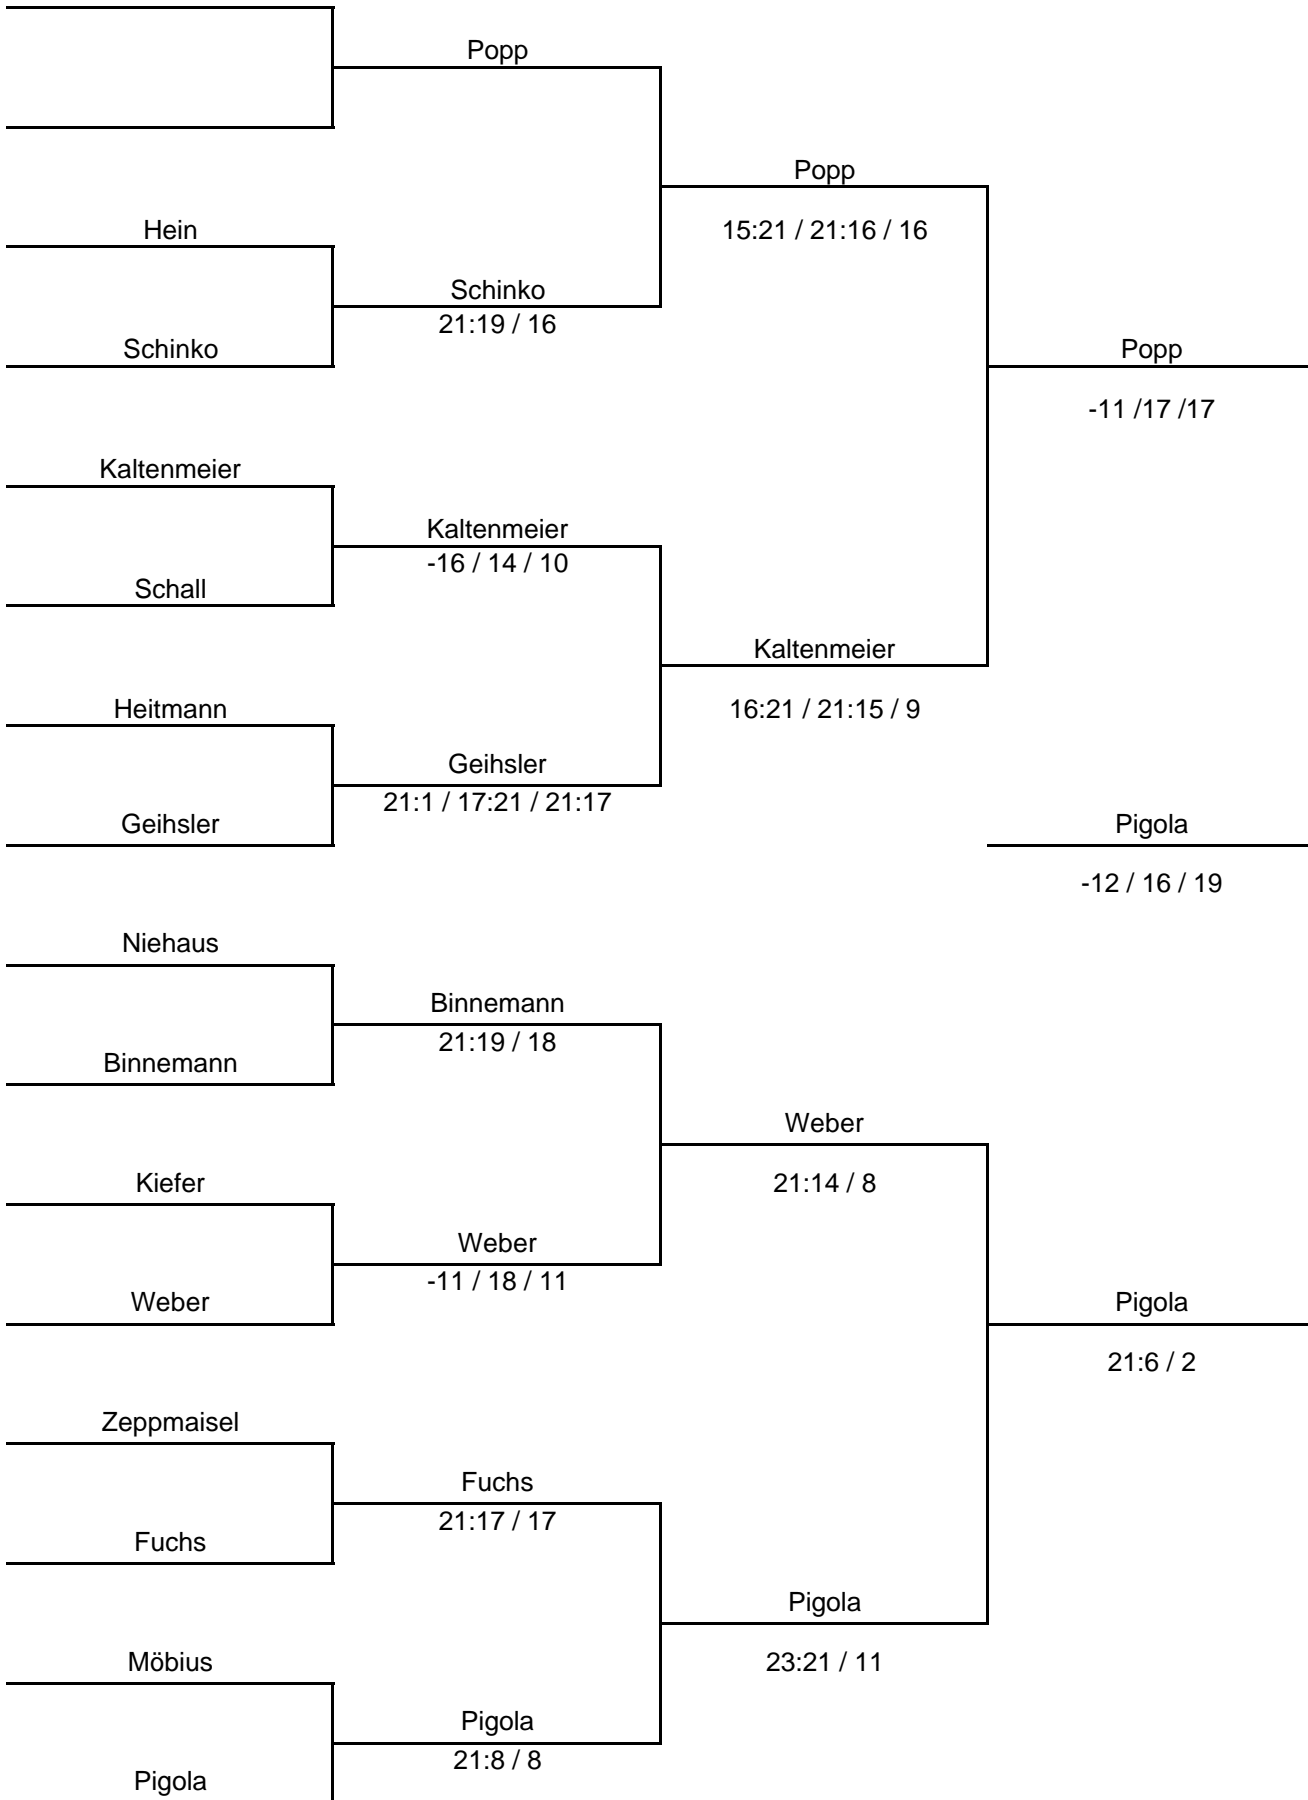 Popp
Popp
Hein
15:21 / 21:16 / 16
Schinko
21:19 / 16
Schinko
Popp
-11 /17 /17
Kaltenmeier
Kaltenmeier
-16 / 14 / 10
Schall
Kaltenmeier
Heitmann
16:21 / 21:15 / 9
Geihsler
21:1 / 17:21 / 21:17
Geihsler
Pigola
-12 / 16 / 19
Niehaus
Binnemann
21:19 / 18
Binnemann
Weber
Kiefer
21:14 / 8
Weber
-11 / 18 / 11
Weber
Pigola
21:6 / 2
Zeppmaisel
Fuchs
21:17 / 17
Fuchs
Pigola
Möbius
23:21 / 11
Pigola
21:8 / 8
Pigola